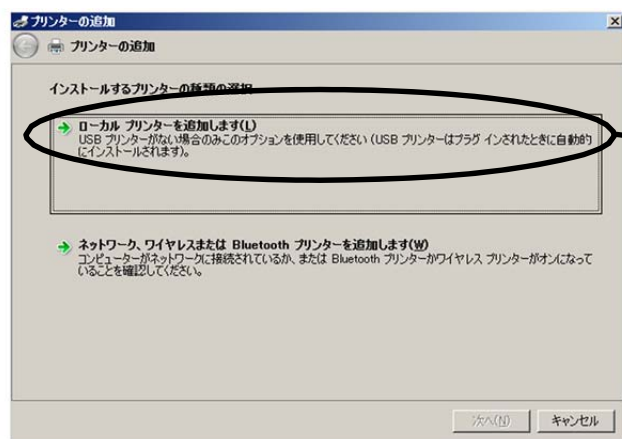 プリンターの追加
プリンターの追加
インストールするプリンターの種類の選択
ローカル プリンターを追加します(L)
USB プリンターがない場合のみこのオプションを使用してください (USB プリンターはプラグ インされたときに自動的
にインストールされます)。
ネットワーク、ワイヤレスまたは Bluetooth プリンターを追加します(W)
コンピューターがネットワークに接続されているか、または Bluetooth プリンターかワイヤレス プリンターがオンになって
いることを確認してください。
次へ(N)
キャンセル